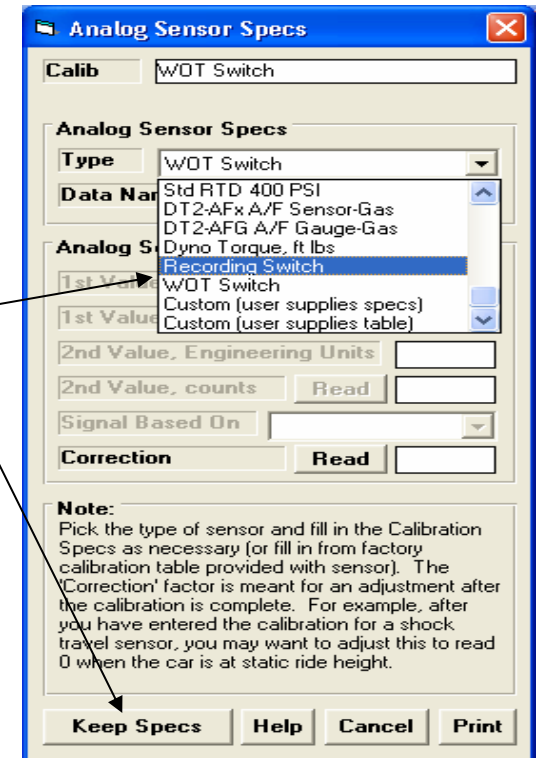 Analog Sensor Specs
Calib WOT Switch
Analog Sensor Specs
Type WOT Switch
Data Nar
Std RTD 400 PSI
DT2-AFx A/F Sensor-Gas
DT2-AFG A/F Gauge-Gas
Dyno Torque, ft lbs
Recording Switch
WOT Switch
Custom (user supplies specs)
Custom (user supplies table)
Analog S
1st Value
1st Value
2nd Value, Engineering Units
2nd Value, counts Read
Signal Based On
Correction Read
Note:
Pick the type of sensor and fill in the Calibration
Specs as necessary (or fill in from factory
calibration table provided with sensor). The
'Correction' factor is meant for an adjustment after
the calibration is complete. For example, after
you have entered the calibration for a shock
travel sensor, you may want to adjust this to read
0 when the car is at static ride height.
Keep Specs Help Cancel Print